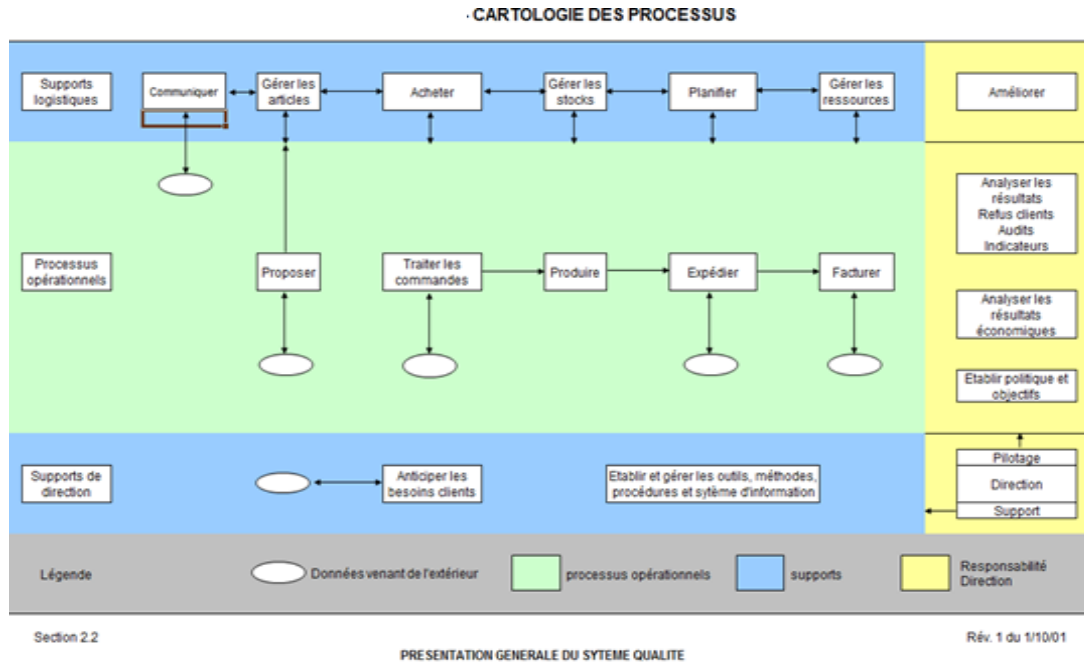 . CARTOLOGIE DES PROCESSUS
Supports
logistiques
Communiquer
Gérer les
articles
Acheter
Gérer les
stocks
Planifier
Gérer les
ressources
Améliorer
Analyser les
résultats
Refus clients
Audits
Indicateurs
Processus
opérationnels
Proposer
Traiter les
commandes
Produire
Expédier
Facturer
Analyser les
résultats
économiques
Etablir politique et
objectifs
Supports de
direction
Anticiper les
besoins clients
Etablir et gérer les outils, méthodes,
procédures et sytème d'information
Pilotage
Direction
Support
Légende
Données venant de l'extérieur
processus opérationnels
supports
Responsabilité
Direction
Section 2.2
Rév. 1 du 1/10/01
PRESENTATION GENERALE DU SYTEME QUALITE